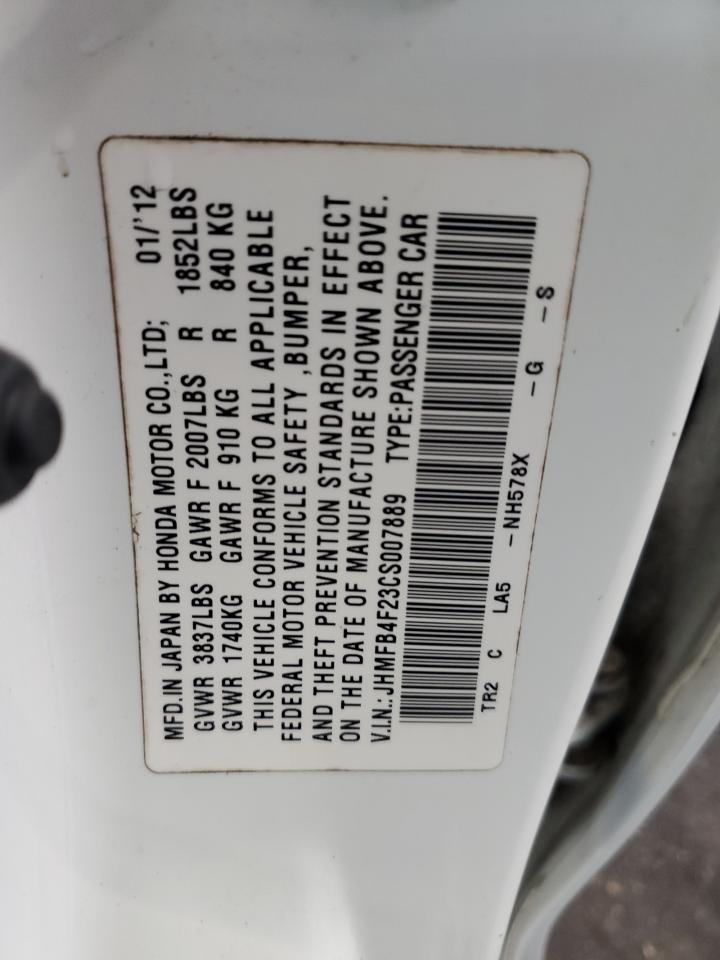 MFD.IN JAPAN BY HONDA MOTOR CO.,LTD; 01/'12
GVWR 3837LBS GAWR F 2007LBS R 1852LBS
GVWR 1740KG GAWR F 910 KG R 840 KG
THIS VEHICLE CONFORMS TO ALL APPLICABLE
FEDERAL MOTOR VEHICLE SAFETY ,BUMPER,
AND THEFT PREVENTION STANDARDS IN EFFECT
ON THE DATE OF MANUFACTURE SHOWN ABOVE.
V.I.N.: JHMFB4F23CS007889 TYPE:PASSENGER CAR
TR2 C LA5 -NH578X -G -S